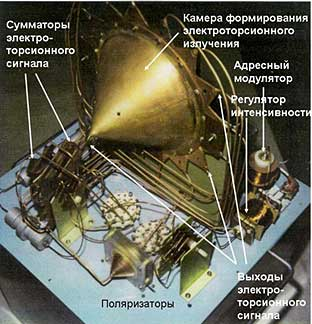 Сумматоры
электро-
торсионного
сигнала
Камера формирования
электроторсионного
излучения
Адресный
модулятор
Регулятор
интенсивности
Выходы
электро-
торсионного
сигнала
Поляризаторы